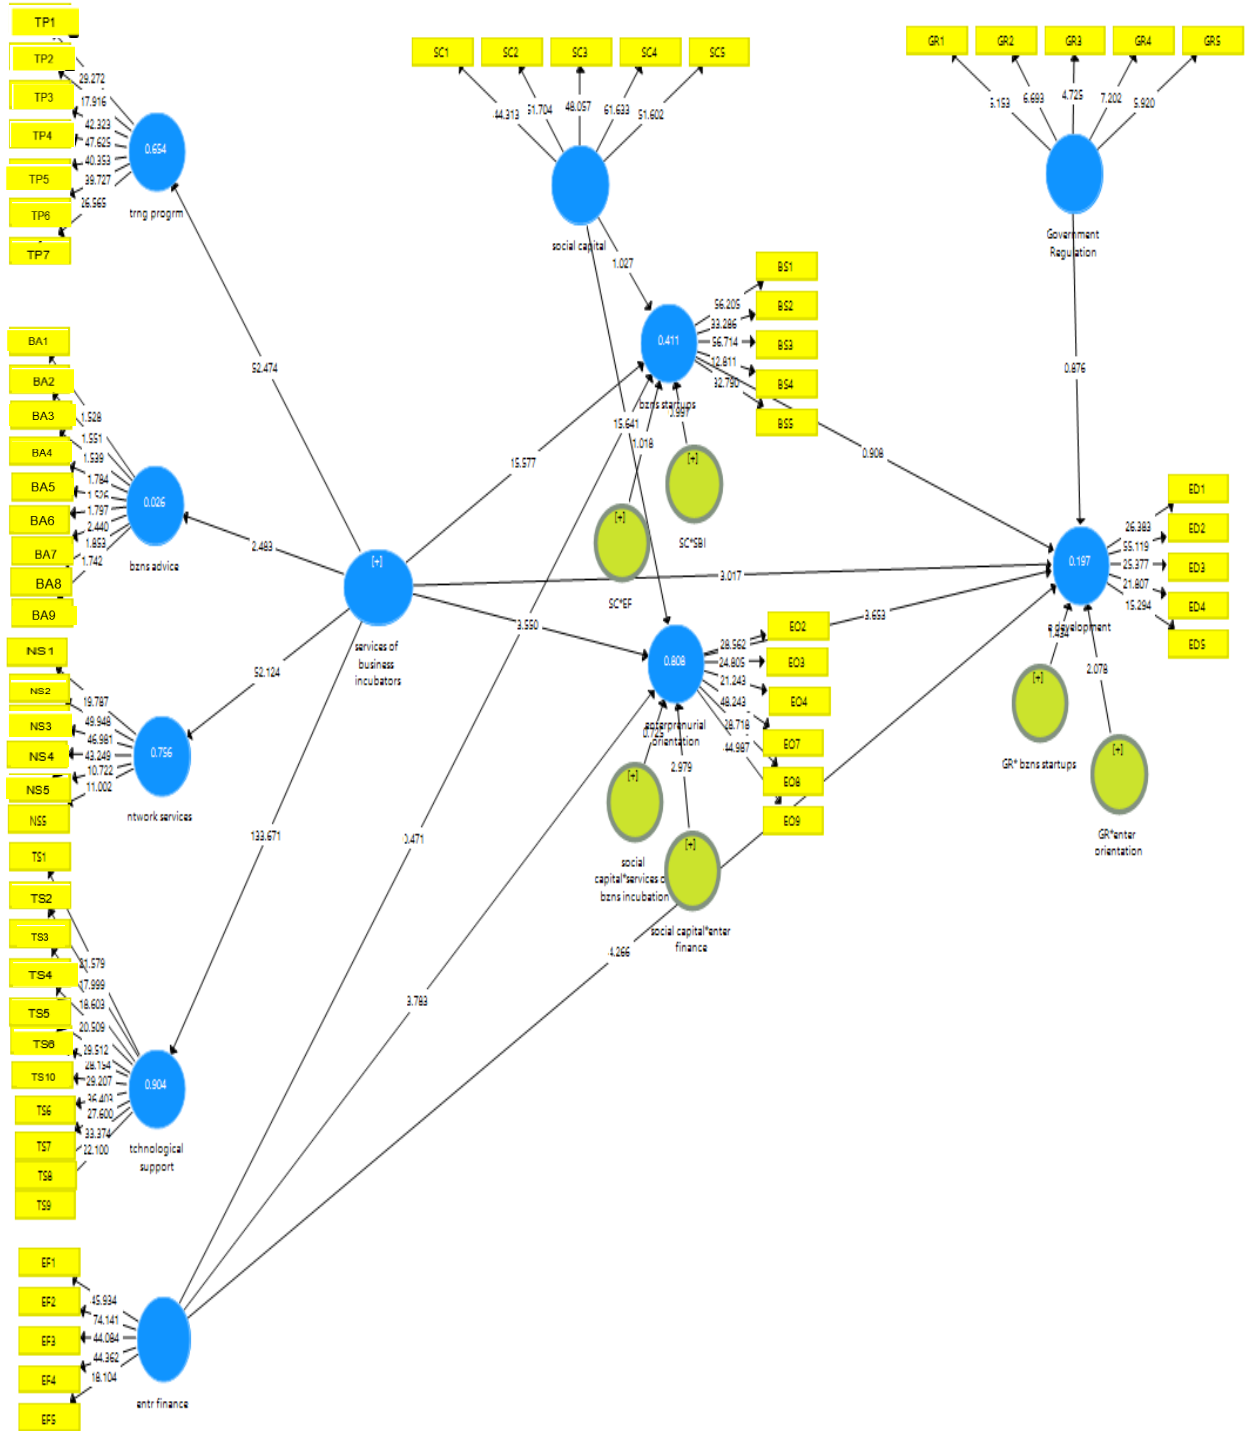 TP1
TP2
TP3
TP4
TP5
TP6
TP7
29.272
17.916
42.323
47.625
40.353
39.727
26.565
0.654
trng progrm
SC1
SC2
SC3
SC4
SC5
44.313
51.704
48.057
61.633
51.602
social capital
GR1
GR2
GR3
GR4
GR5
5.153
6.693
4.725
7.202
5.920
Government
Regulation
1.027
BS1
BS2
BS3
BS4
BS5
56.205
33.286
56.714
12.811
32.790
0.411
bzns startups
52.474
15.641
1.018
0.876
0.908
15.577
[+]
SC*SBI
[+]
SC*EF
BA1
BA2
BA3
BA4
BA5
BA6
BA7
BA8
BA9
1.528
1.551
1.539
1.784
1.526
1.797
2.440
1.853
1.742
0.026
bzns advice
2.483
[+]
services of
business
incubators
3.017
3.550
3.653
ED1
ED2
ED3
ED4
ED5
26.383
55.119
25.377
21.807
15.294
0.197
e development
2.078
[+]
GR* bzns startups
[+]
GR*enter
orientation
EO2
EO3
EO4
EO7
EO8
EO9
28.562
24.805
21.243
48.243
28.718
44.987
0.808
enterprenurial
orientation
2.979
[+]
social
capital*services o
bzns incubation
[+]
social capital*enter
finance
NS1
NS2
NS3
NS4
NS5
NS5
19.787
49.948
46.981
43.249
10.722
11.002
0.756
ntwork services
52.124
133.671
0.471
3.783
4.266
TS1
TS2
TS3
TS4
TS5
TS6
TS10
TS6
TS7
TS8
TS9
17.999
18.603
20.509
29.512
28.154
29.207
36.403
27.600
33.374
22.100
0.904
tchnological
support
EF1
EF2
EF3
EF4
EF5
45.934
74.141
44.084
44.362
18.104
entr finance